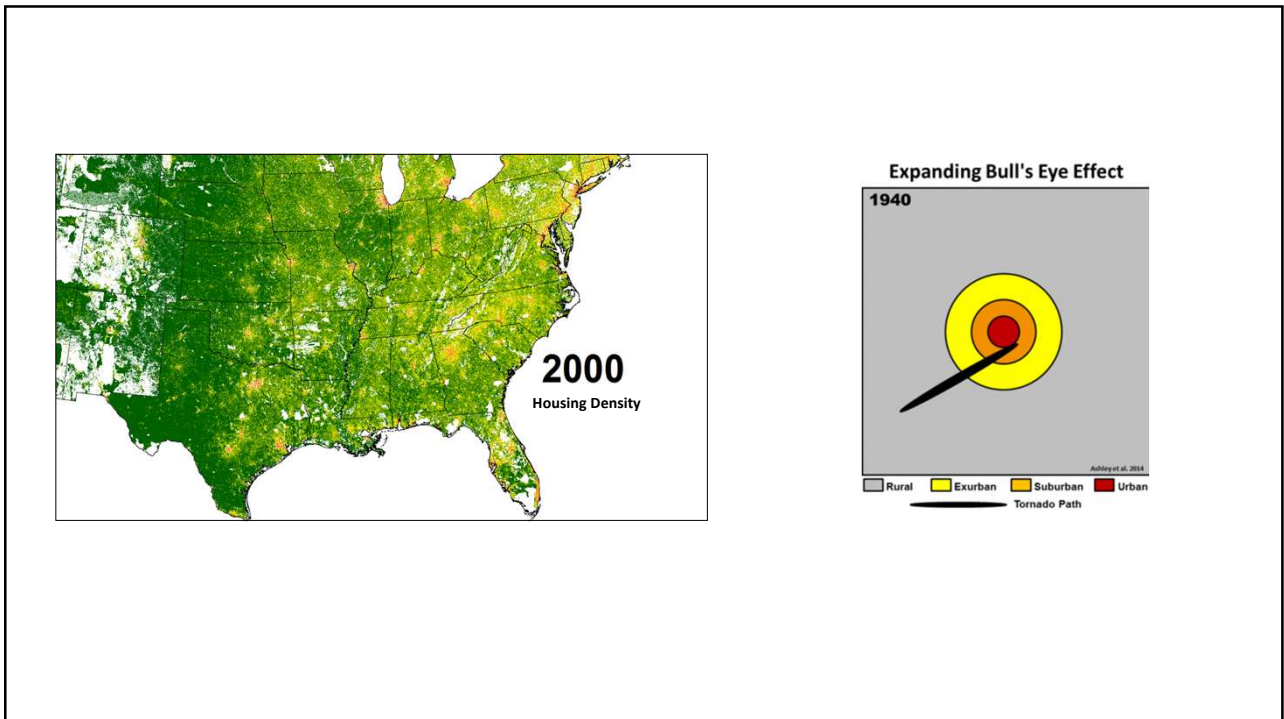 2000
Housing Density
Expanding Bull's Eye Effect
1940
Ashley et al. 2014
Rural Exurban Suburban Urban
Tornado Path